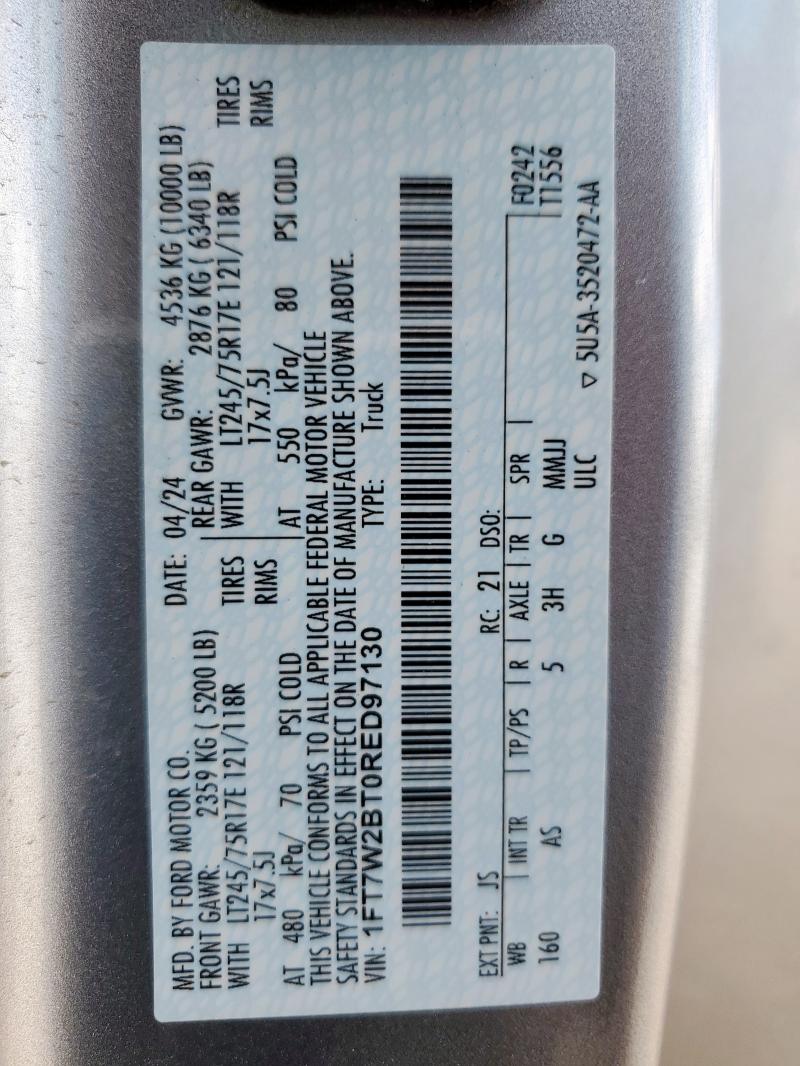 MFD. BY FORD MOTOR CO.
DATE: 04/24 GVWR: 4536 KG (10000 LB)
FRONT GAWR: 2359 KG ( 5200 LB) REAR GAWR: 2876 KG ( 6340 LB)
WITH LT245/75R17E 121/118R TIRES WITH LT245/75R17E 121/118R TIRES
17x7.5J RIMS 17x7.5J RIMS
AT 480 kPa/ 70 PSI COLD AT 550 kPa/ 80 PSI COLD
THIS VEHICLE CONFORMS TO ALL APPLICABLE FEDERAL MOTOR VEHICLE
SAFETY STANDARDS IN EFFECT ON THE DATE OF MANUFACTURE SHOWN ABOVE.
VIN: 1FT7W2BT0RED97130 TYPE: Truck
EXT PNT: JS RC: 21 DSO:
WB | INT TR | TP/PS | R | AXLE | TR | SPR | F0242
160 AS 5 3H G MMJJ T1556
ULC
▽ 5U5A-3520472-AA